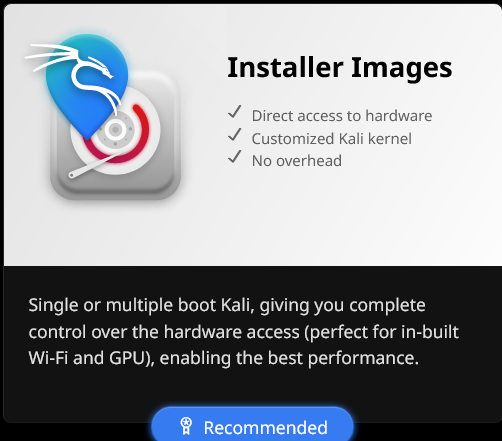 Installer Images
Direct access to hardware
Customized Kali kernel
No overhead
Single or multiple boot Kali, giving you complete
control over the hardware access (perfect for in-built
Wi-Fi and GPU), enabling the best performance.
Recommended